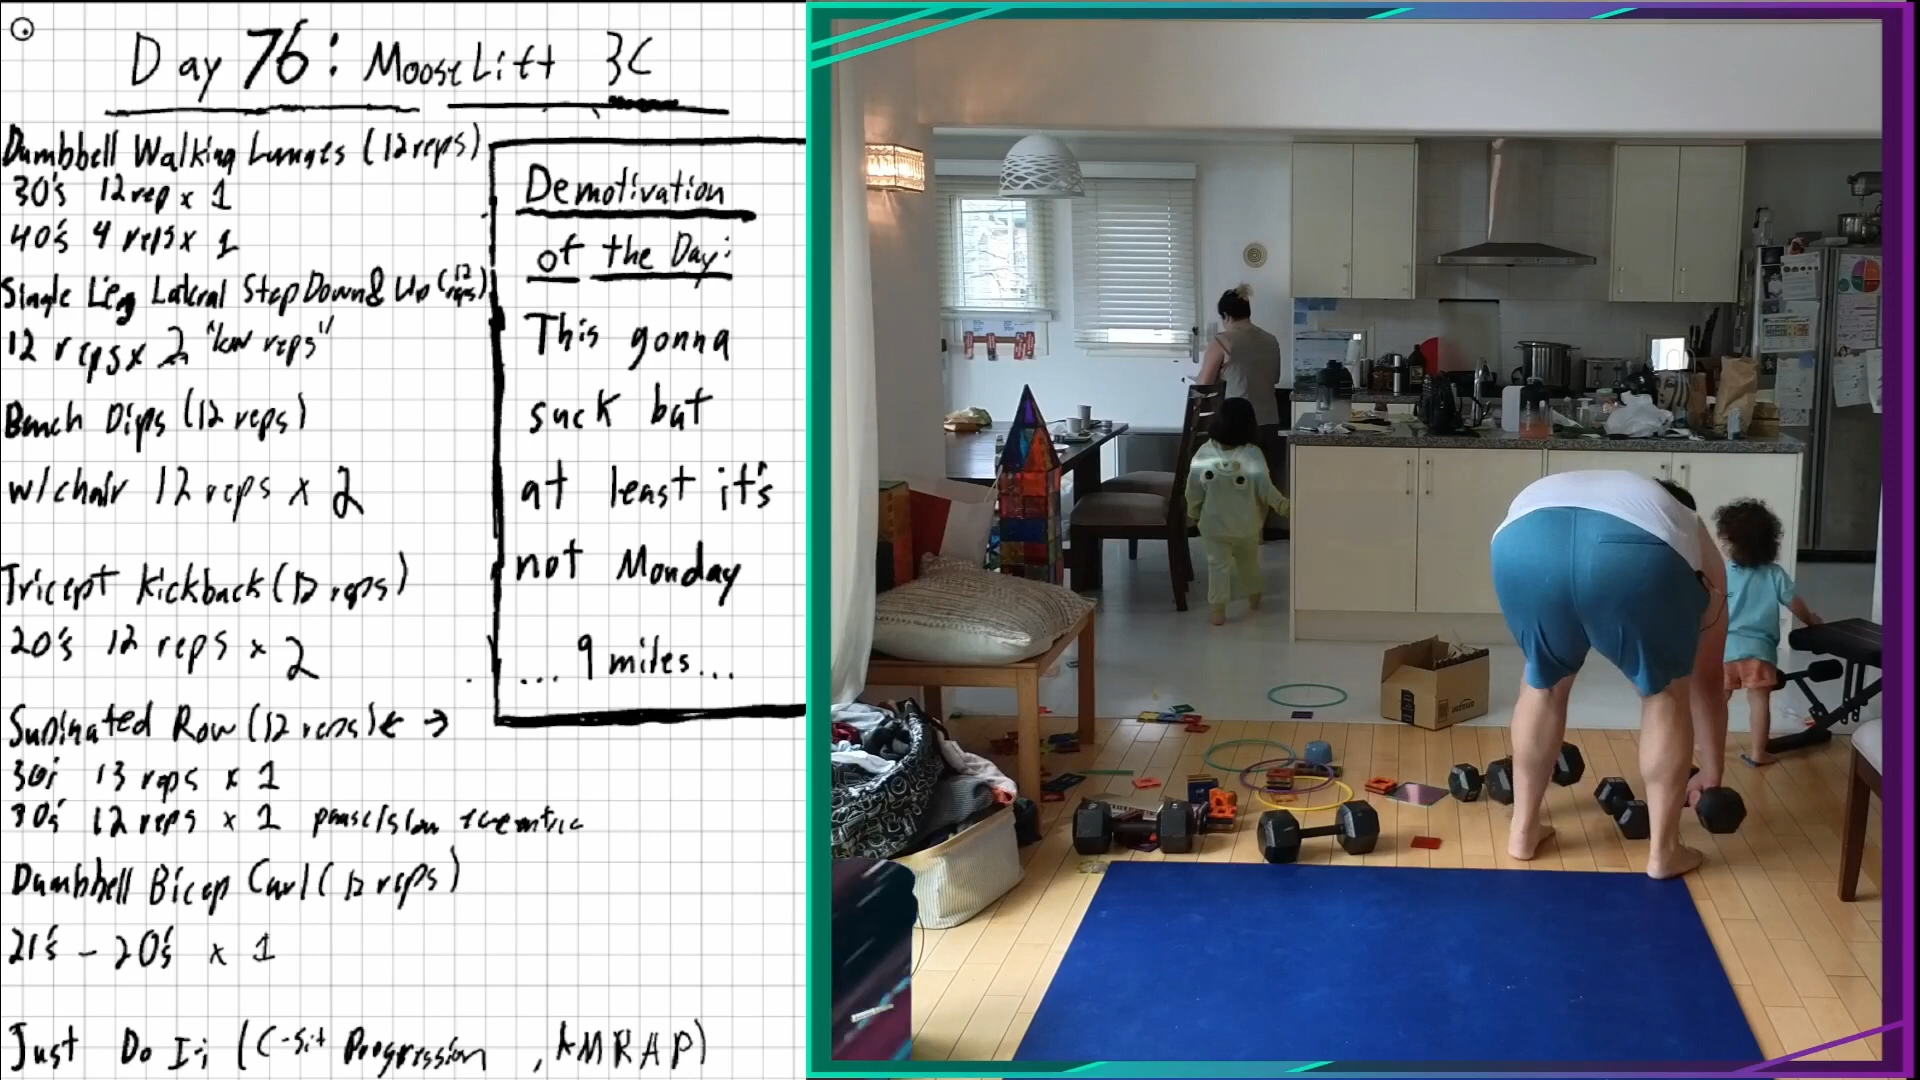 Day 76: MooseLift 3C
Dumbbell Walking Lunges (12 reps)
30's 12 rep x 1
40's 4 reps x 1
Single Leg Lateral Step Down & Up (12 reps)
12 reps x 2 "low reps"
Bench Dips (12 reps)
w/chair 12 reps x 2
Tricept Kickback (12 reps)
20's 12 reps x 2
Supinated Row (12 reps) ← →
30's 13 reps x 1
30's 12 reps x 1 pause/slow
Dumbbell Bicep Curl (12 reps)
21's - 20's x 1
Just Do It; (C-Sit Progression, AMRAP)
Demotivation
of the Day:
This gonna
suck but
at least it's
not Monday
... 9 miles...